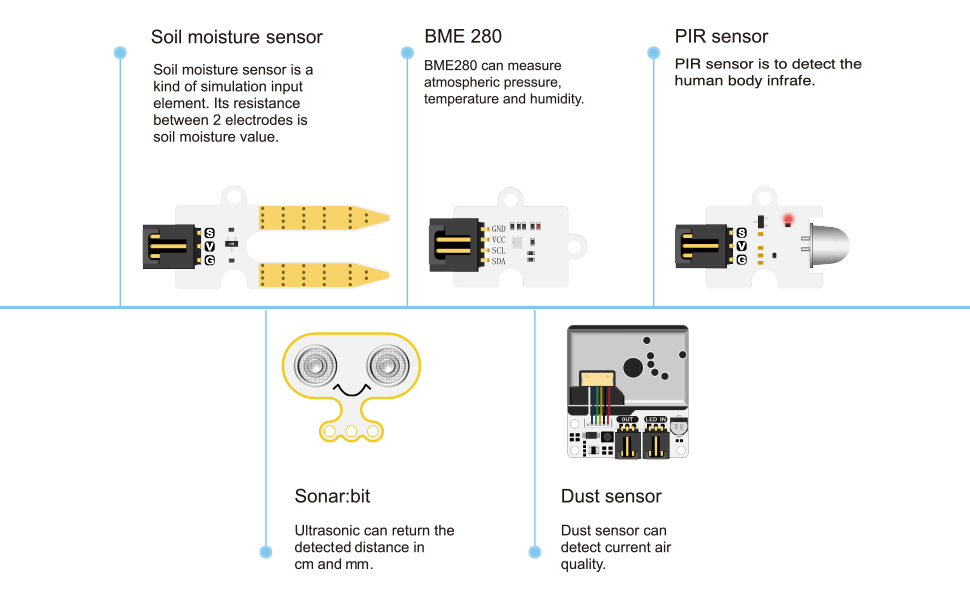 Soil moisture sensor
Soil moisture sensor is a
kind of simulation input
element. Its resistance
between 2 electrodes is
soil moisture value.
BME 280
BME280 can measure
atmospheric pressure,
temperature and humidity.
PIR sensor
PIR sensor is to detect the
human body infrafe.
S
V
G
GND
VCC
SCL
SDA
S
V
G
OUT
LED IN
Sonar:bit
Ultrasonic can return the
detected distance in
cm and mm.
Dust sensor
Dust sensor can
detect current air
quality.